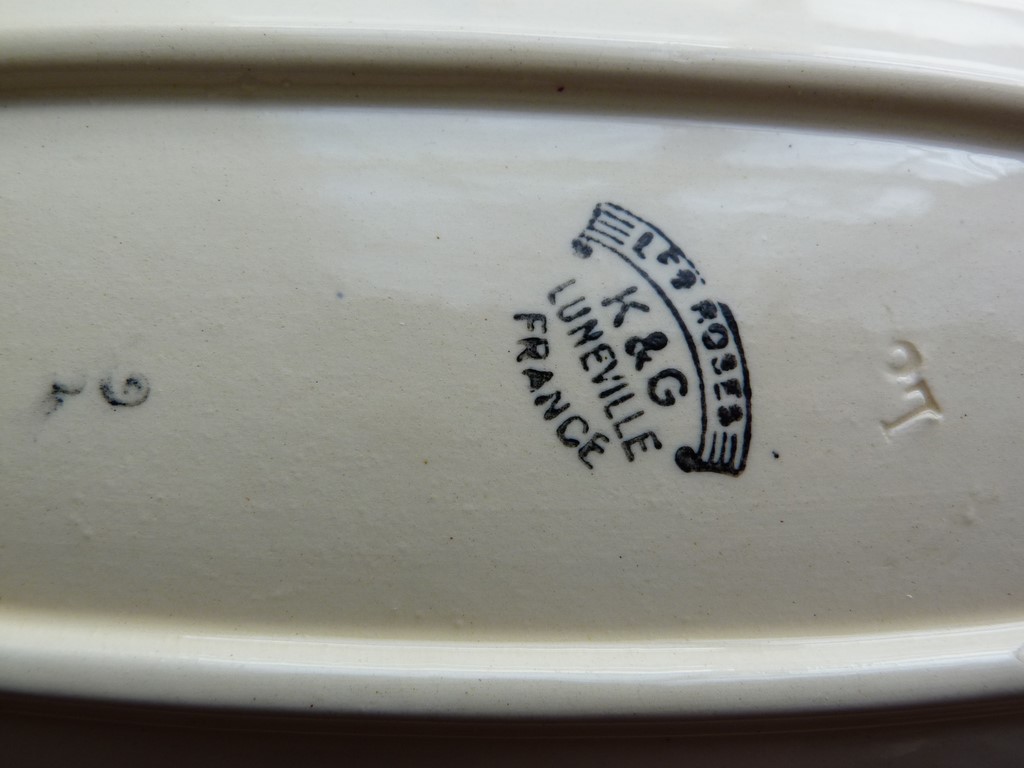 LES ROSES
K & G
LUNEVILLE
FRANCE